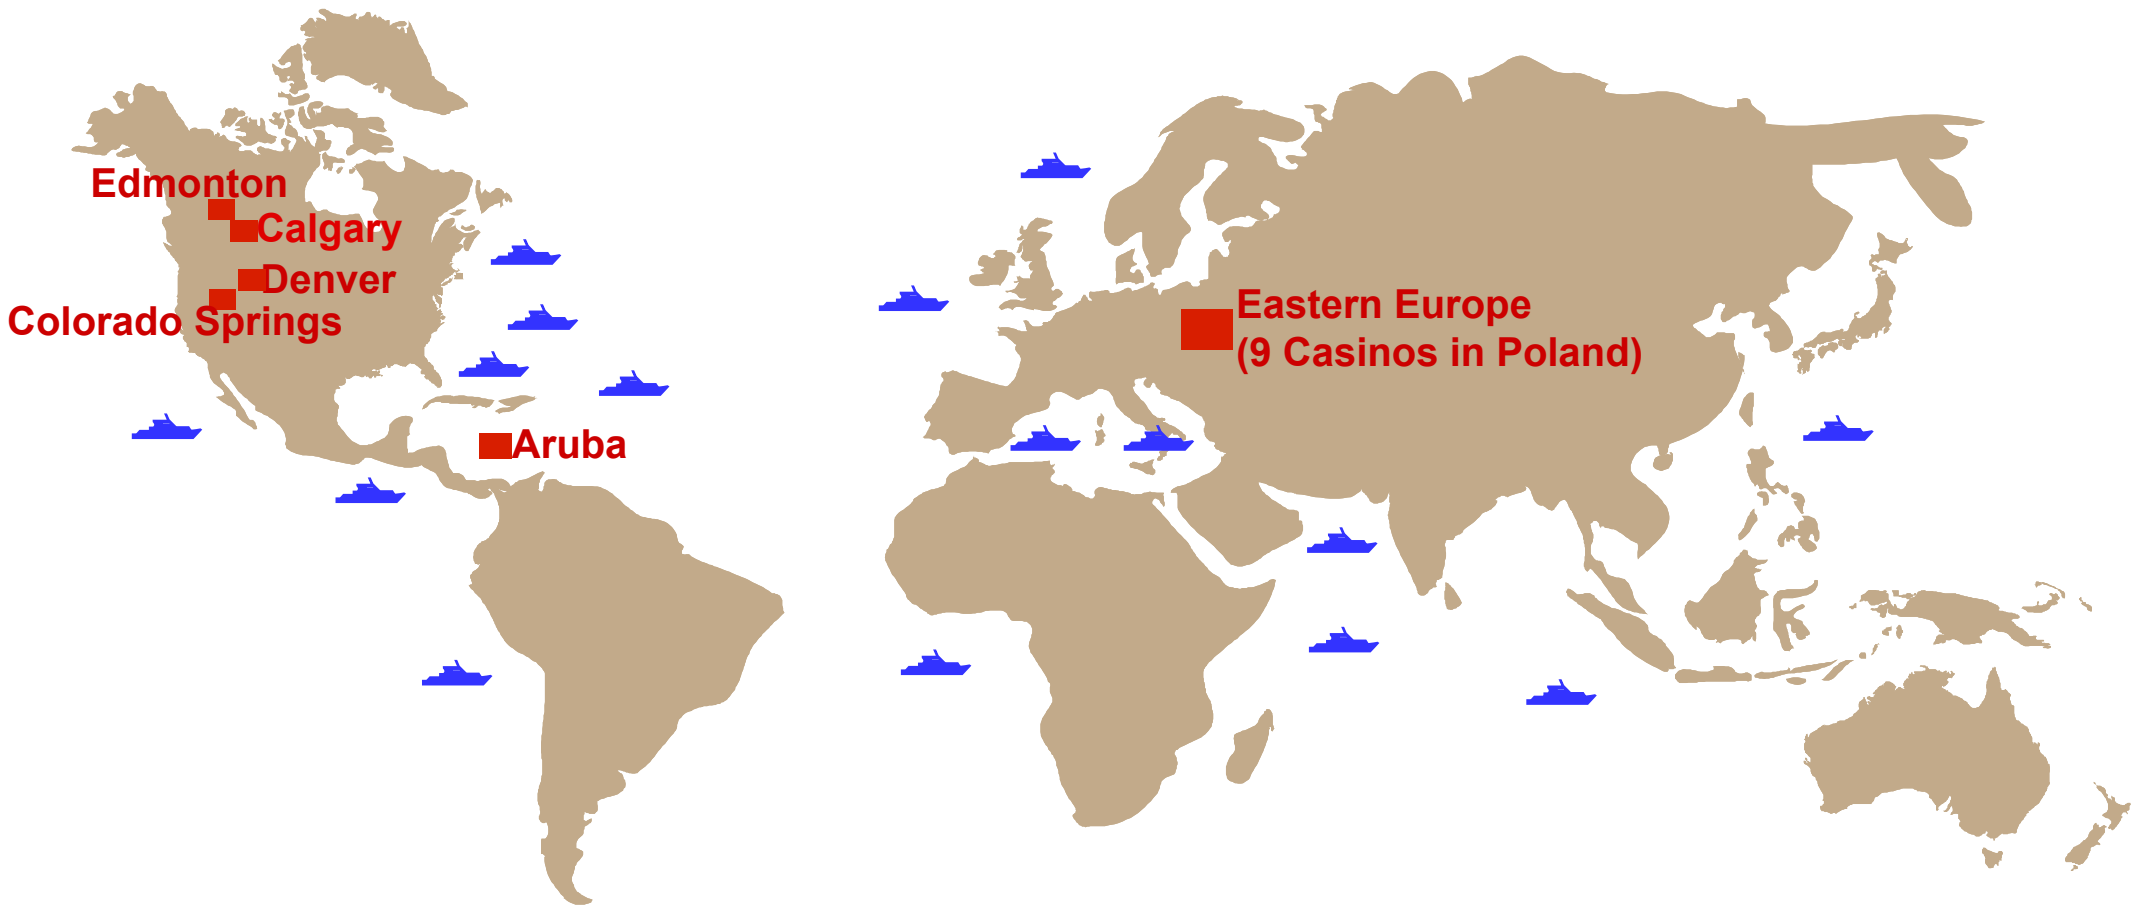 Edmonton
Calgary
Denver
Colorado Springs
Aruba
Eastern Europe
(9 Casinos in Poland)